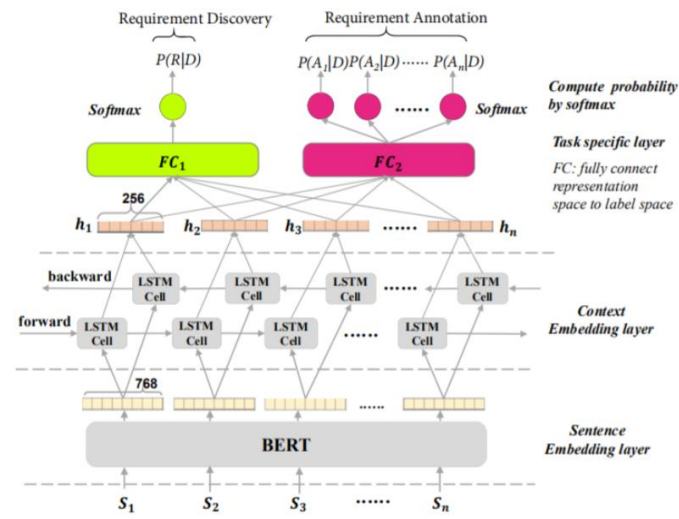 Requirement Discovery
Requirement Annotation
P(R|D)
P(A₁|D)P(A₂|D)⋯⋯ P(Aₙ|D)
Softmax
......
Softmax
Compute probability
by softmax
FC₁
FC₂
Task specific layer
FC: fully connect
representation
space to label space
256
h₁
h₂
h₃
......
hₙ
backward
LSTM
Cell
LSTM
Cell
LSTM
Cell
......
LSTM
Cell
forward
LSTM
Cell
LSTM
Cell
LSTM
Cell
......
LSTM
Cell
Context
Embedding layer
768
......
BERT
Sentence
Embedding layer
S₁
S₂
S₃
......
Sₙ